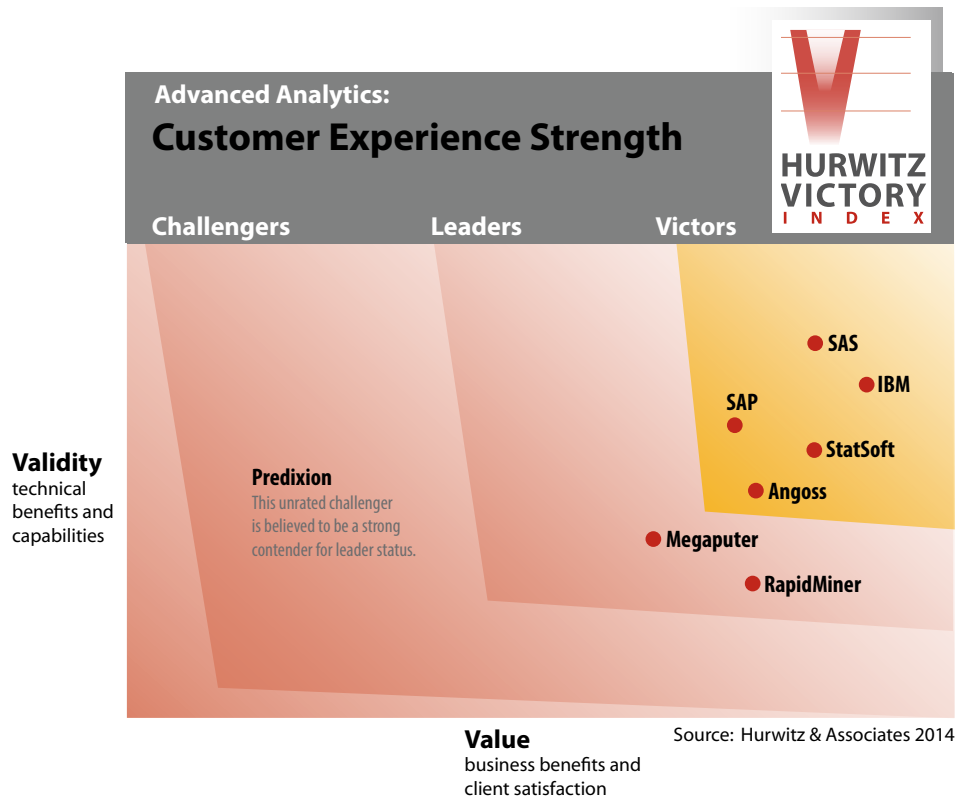 Advanced Analytics:
Customer Experience Strength
HURWITZ
VICTORY
INDEX
Challengers
Leaders
Victors
SAS
IBM
SAP
StatSoft
Angoss
Megaputer
RapidMiner
Predixion
This unrated challenger
is believed to be a strong
contender for leader status.
Validity
technical
benefits and
capabilities
Value
business benefits and
client satisfaction
Source: Hurwitz & Associates 2014